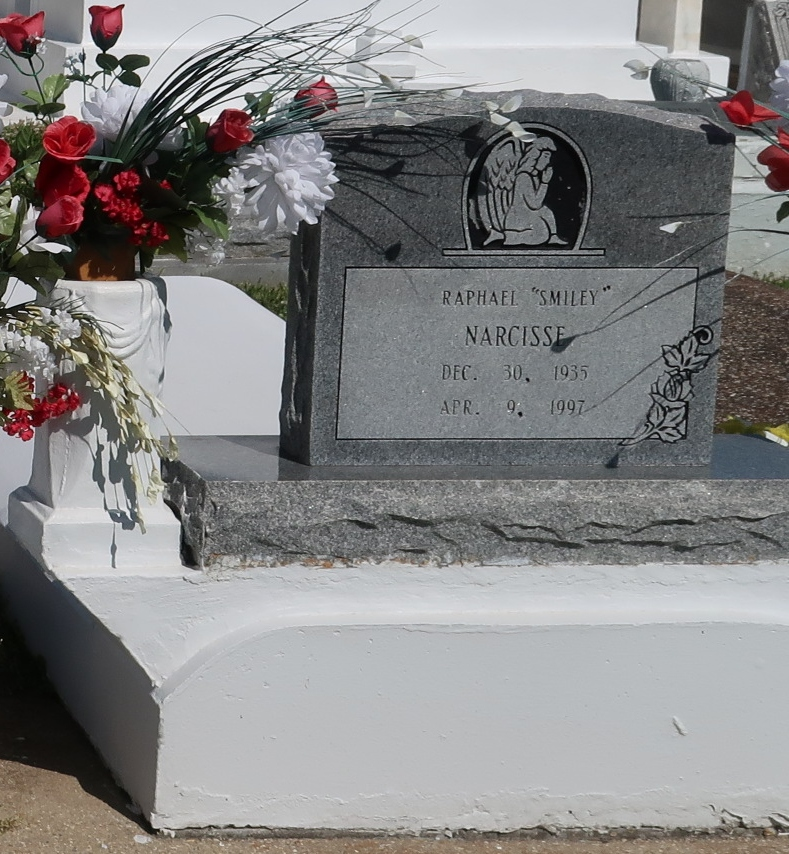 RAPHAEL "SMILEY"
NARCISSE
DEC. 30, 1935
APR. 9, 1997